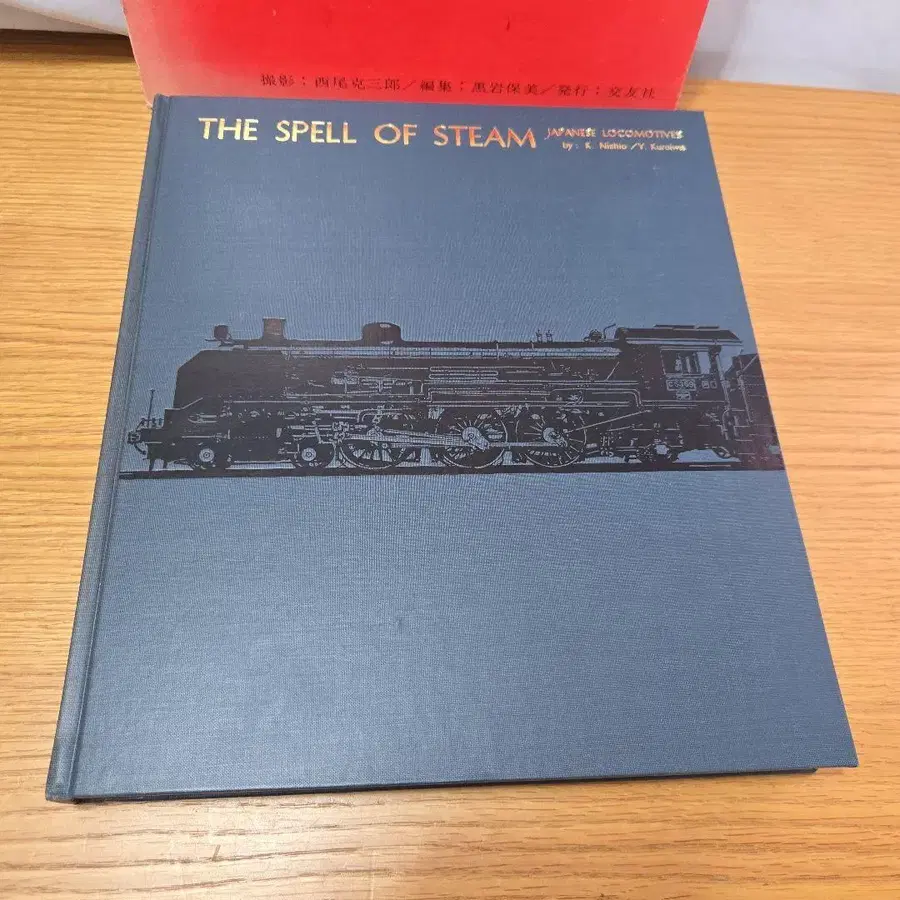 撮影;西尾克三郎/編集;黒岩保美/発行;交友社
THE SPELL OF STEAM JAPANESE LOCOMOTIVES
by: K. Nishio /Y. Kuroiwa